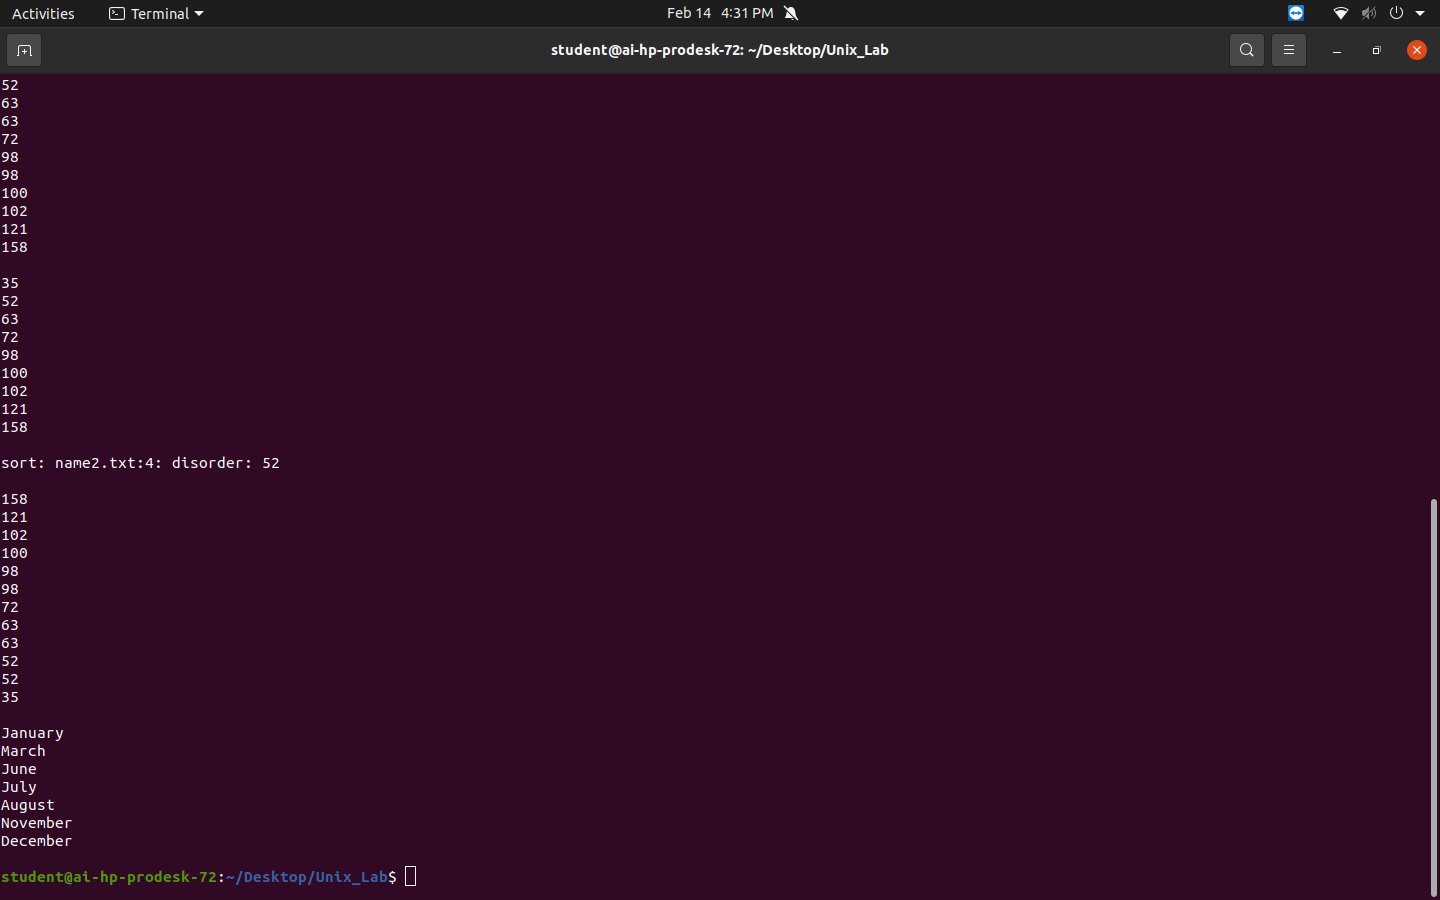 Activities
Terminal
Feb 14 4:31 PM
student@ai-hp-prodesk-72: ~/Desktop/Unix_Lab
52
63
63
72
98
98
100
102
121
158
35
52
63
72
98
100
102
121
158
sort: name2.txt:4: disorder: 52
158
121
102
100
98
98
72
63
63
52
52
35
January
March
June
July
August
November
December
student@ai-hp-prodesk-72:~/Desktop/Unix_Lab$